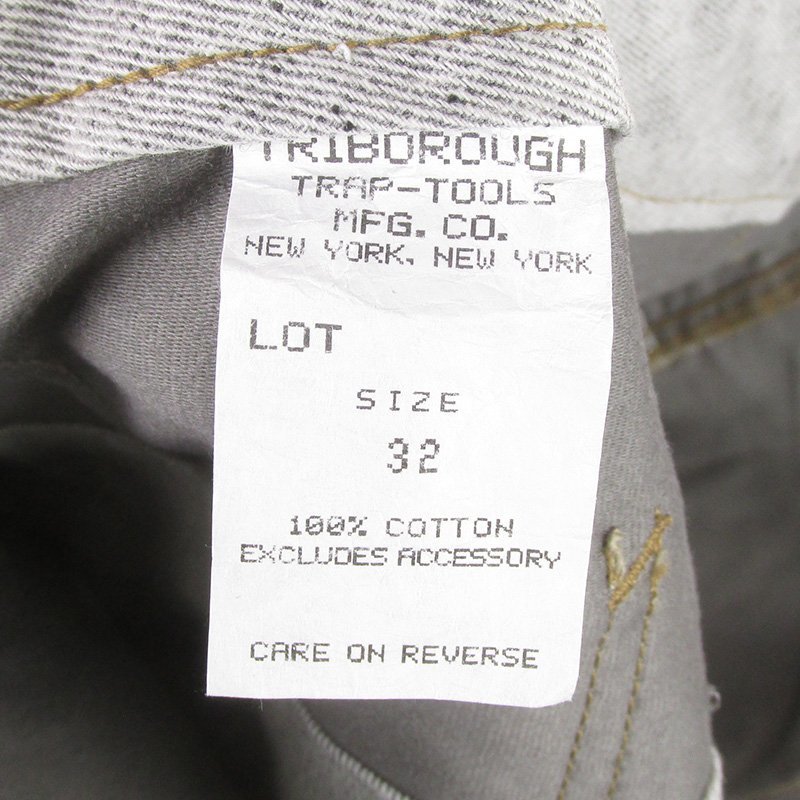 TRIBOROUGH
TRAP-TOOLS
MFG. CO.
NEW YORK, NEW YORK
LOT
SIZE
32
100% COTTON
EXCLUDES ACCESSORY
CARE ON REVERSE